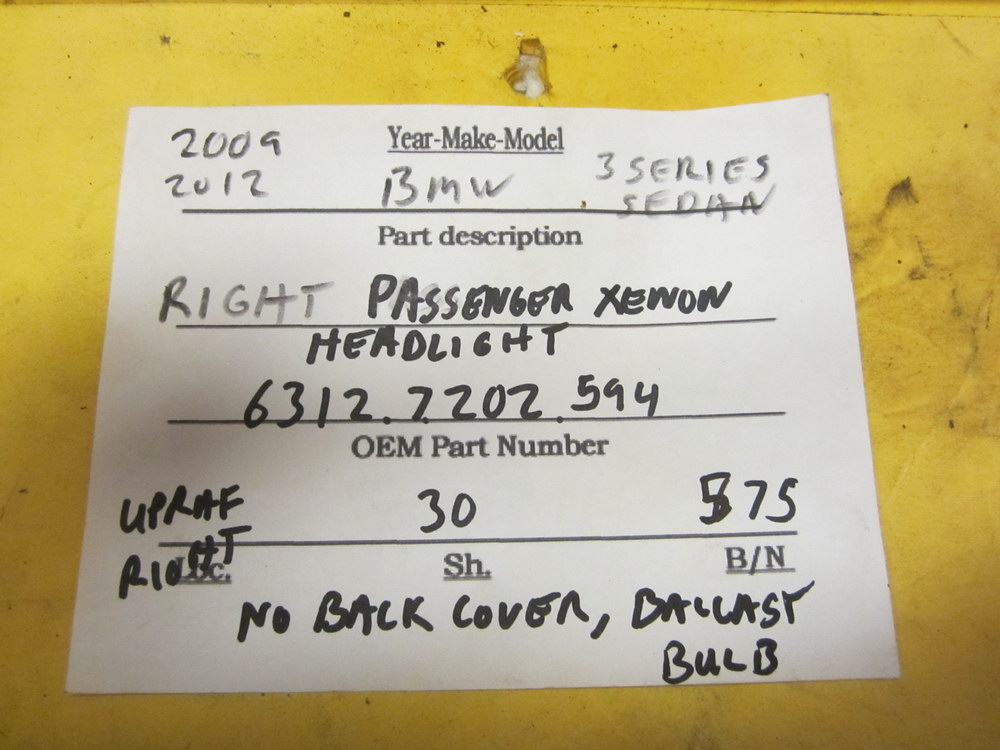 2009 Year-Make-Model 3 SERIES
2012 BMW SEDAN
Part description
RIGHT PASSENGER XENON
HEADLIGHT
6312.7202.594
OEM Part Number
30 575
RIGHT Loc. Sh. B/N
NO BACK COVER, BALLAST
BULB